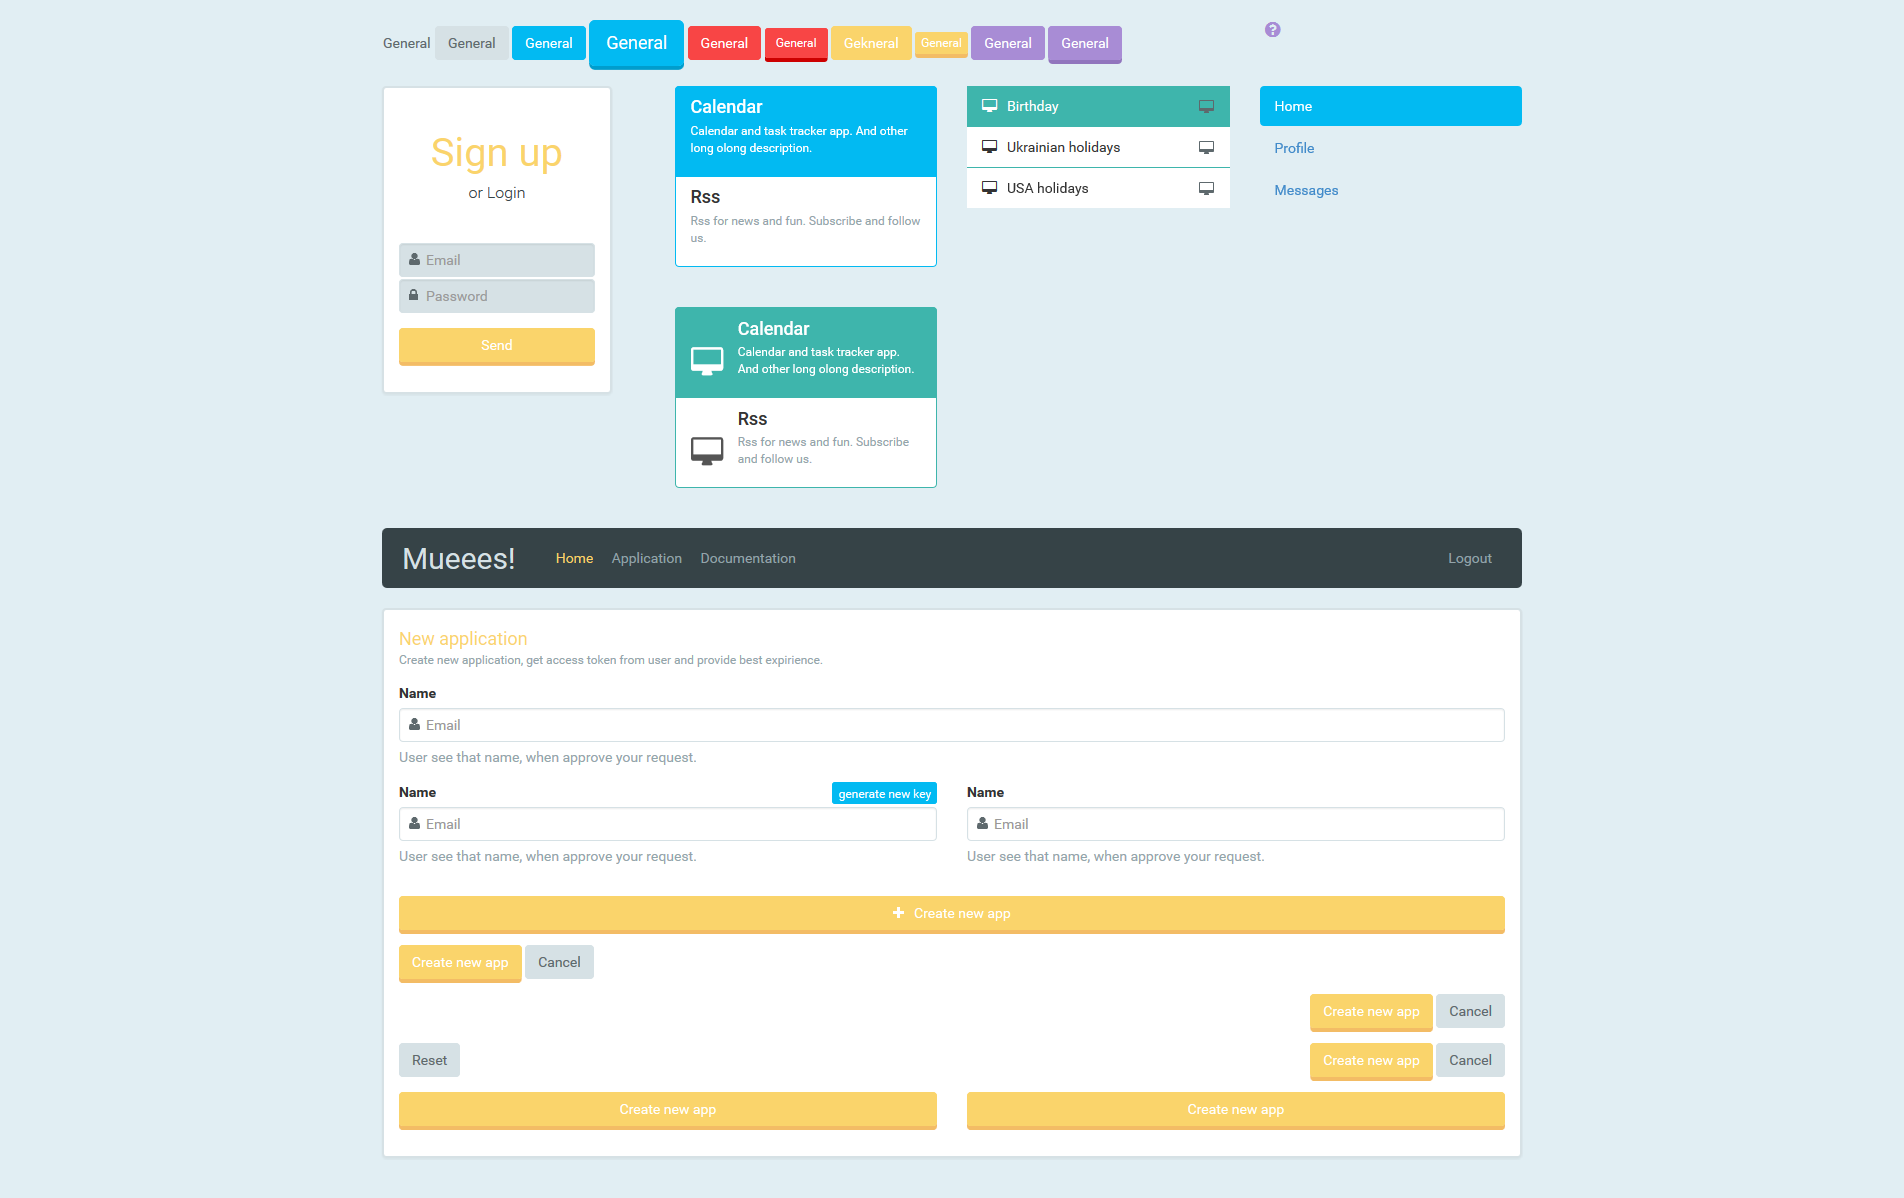 General General General General General General Gekneral General General General
?
Sign up
or Login
Email
Password
Send
Calendar
Calendar and task tracker app. And other
long olong description.
Rss
Rss for news and fun. Subscribe and follow
us.
Calendar
Calendar and task tracker app.
And other long olong description.
Rss
Rss for news and fun. Subscribe
and follow us.
Birthday
Ukrainian holidays
USA holidays
Home
Profile
Messages
Mueees! Home Application Documentation Logout
New application
Create new application, get access token from user and provide best expirience.
Name
Email
User see that name, when approve your request.
Name generate new key
Email
User see that name, when approve your request.
Name
Email
User see that name, when approve your request.
Create new app
Create new app Cancel
Create new app Cancel
Reset Create new app Cancel
Create new app Create new app